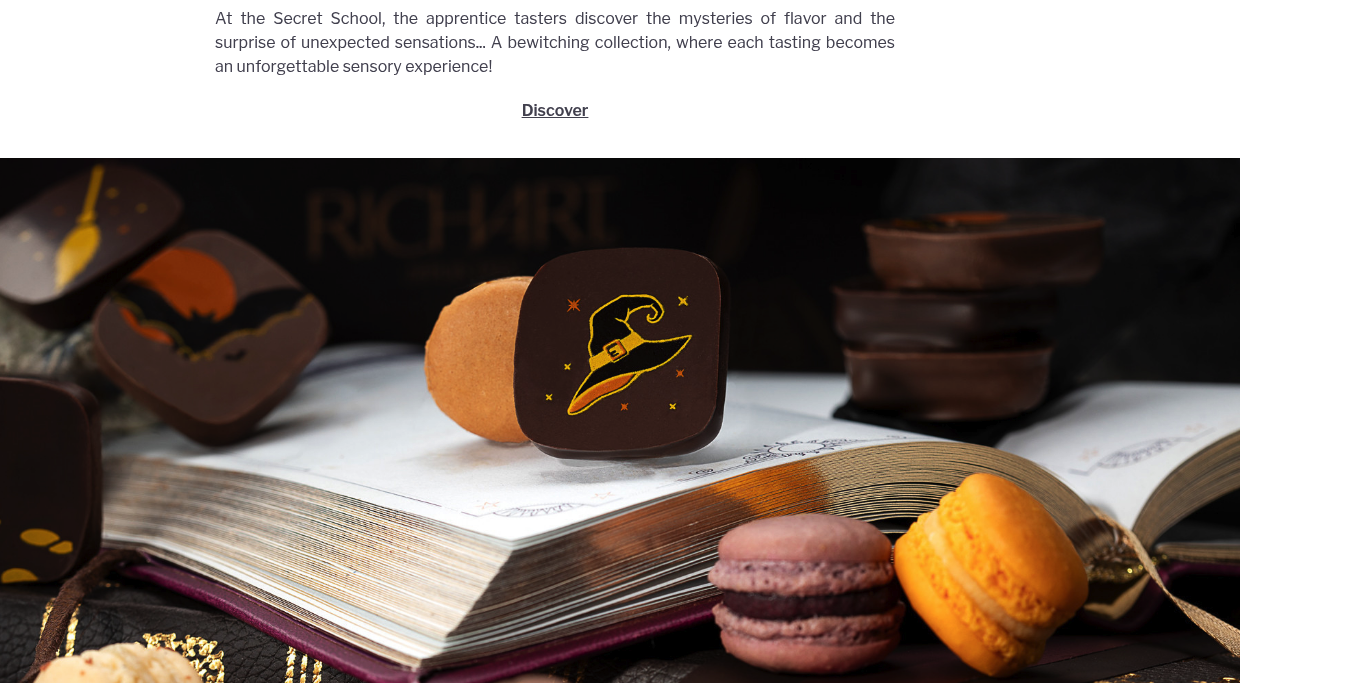 At the Secret School, the apprentice tasters discover the mysteries of flavor and the
surprise of unexpected sensations... A bewitching collection, where each tasting becomes
an unforgettable sensory experience!
Discover
RICHART